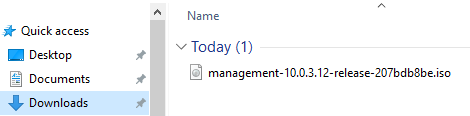 Quick access
Desktop
Documents
Downloads
Name
Today (1)
management-10.0.3.12-release-207bdb8be.iso